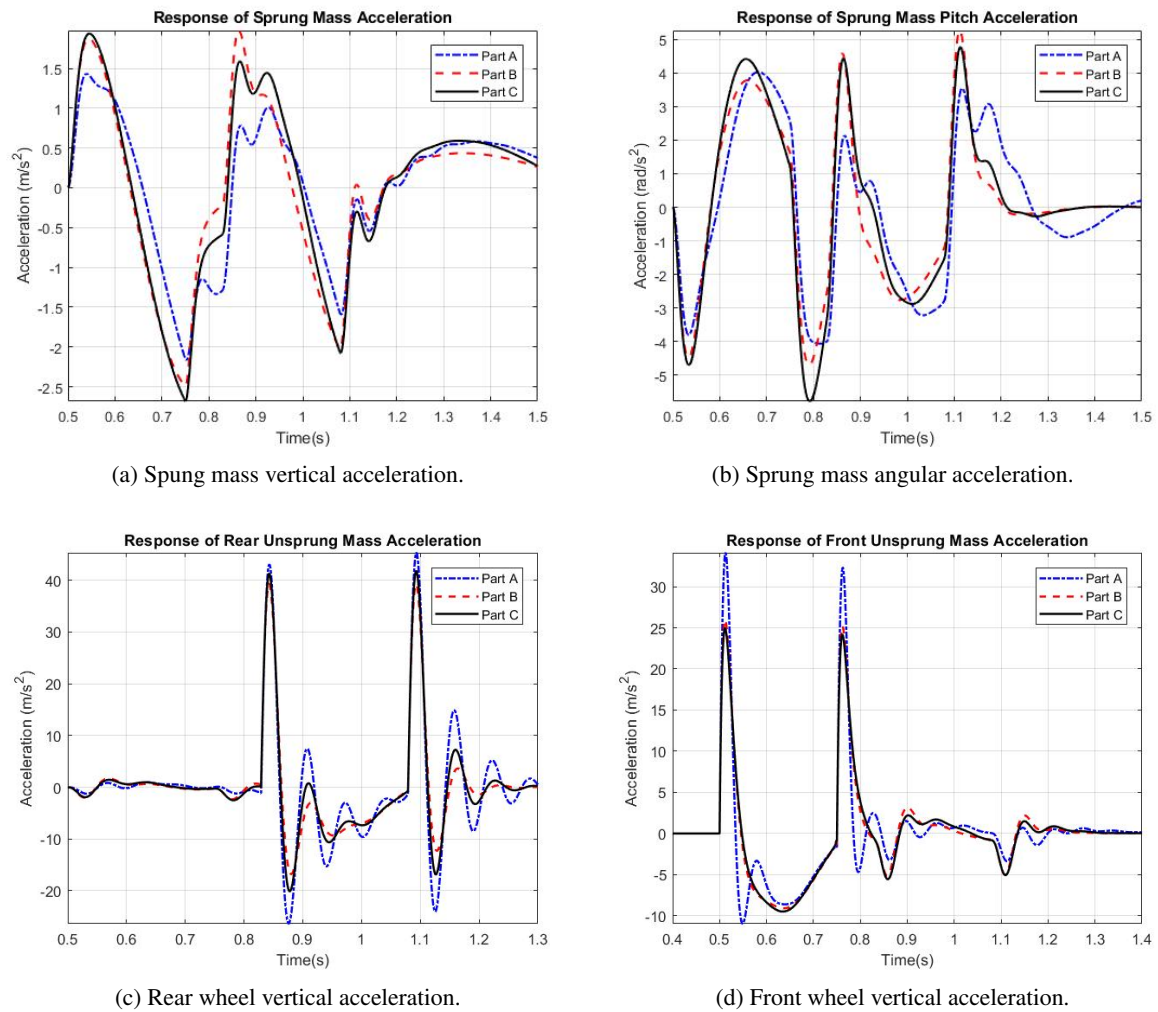 Response of Sprung Mass Acceleration
Part A
Part B
Part C
Acceleration (m/s²)
1.5
1
0.5
0
-0.5
-1
-1.5
-2
-2.5
0.5 0.6 0.7 0.8 0.9 1 1.1 1.2 1.3 1.4 1.5
Time(s)
(a) Spung mass vertical acceleration.
Response of Sprung Mass Pitch Acceleration
Part A
Part B
Part C
Acceleration (rad/s²)
5
4
3
2
1
0
-1
-2
-3
-4
-5
0.5 0.6 0.7 0.8 0.9 1 1.1 1.2 1.3 1.4 1.5
Time(s)
(b) Sprung mass angular acceleration.
Response of Rear Unsprung Mass Acceleration
Part A
Part B
Part C
Acceleration (m/s²)
40
30
20
10
0
-10
-20
0.5 0.6 0.7 0.8 0.9 1 1.1 1.2 1.3
Time(s)
(c) Rear wheel vertical acceleration.
Response of Front Unsprung Mass Acceleration
Part A
Part B
Part C
Acceleration (m/s²)
30
25
20
15
10
5
0
-5
-10
0.4 0.5 0.6 0.7 0.8 0.9 1 1.1 1.2 1.3 1.4
Time(s)
(d) Front wheel vertical acceleration.